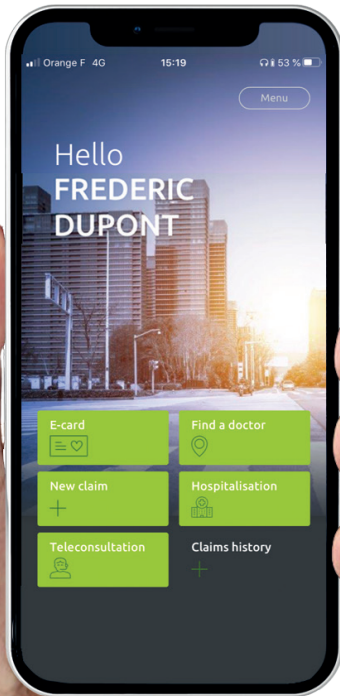 Orange F 4G 15:19 53 %
Menu
Hello
FREDERIC
DUPONT
E-card Find a doctor
New claim Hospitalisation
Teleconsultation Claims history